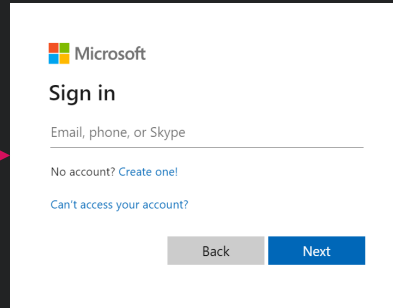 Microsoft
Sign in
Email, phone, or Skype
No account? Create one!
Can't access your account?
Back Next